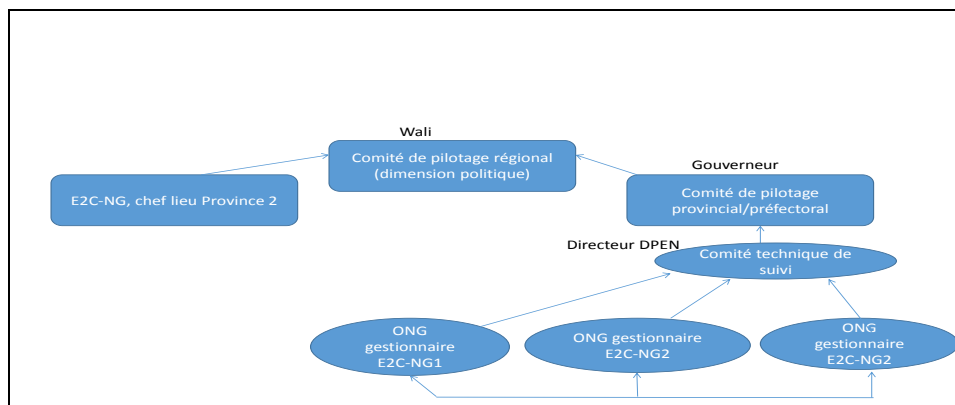 Wali
Comité de pilotage régional
(dimension politique)
Gouverneur
E2C-NG, chef lieu Province 2
Comité de pilotage
provincial/préfectoral
Directeur DPEN
Comité technique de
suivi
ONG
gestionnaire
E2C-NG1
ONG gestionnaire
E2C-NG2
ONG
gestionnaire
E2C-NG2